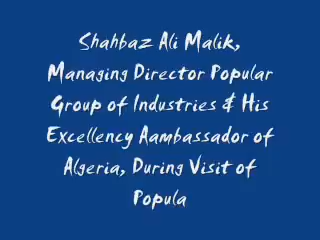 Shahbaz Ali Malik,
Managing Director Popular
Group of Industries & His
Excellency Aambassador of
Algeria, During Visit of
Popula